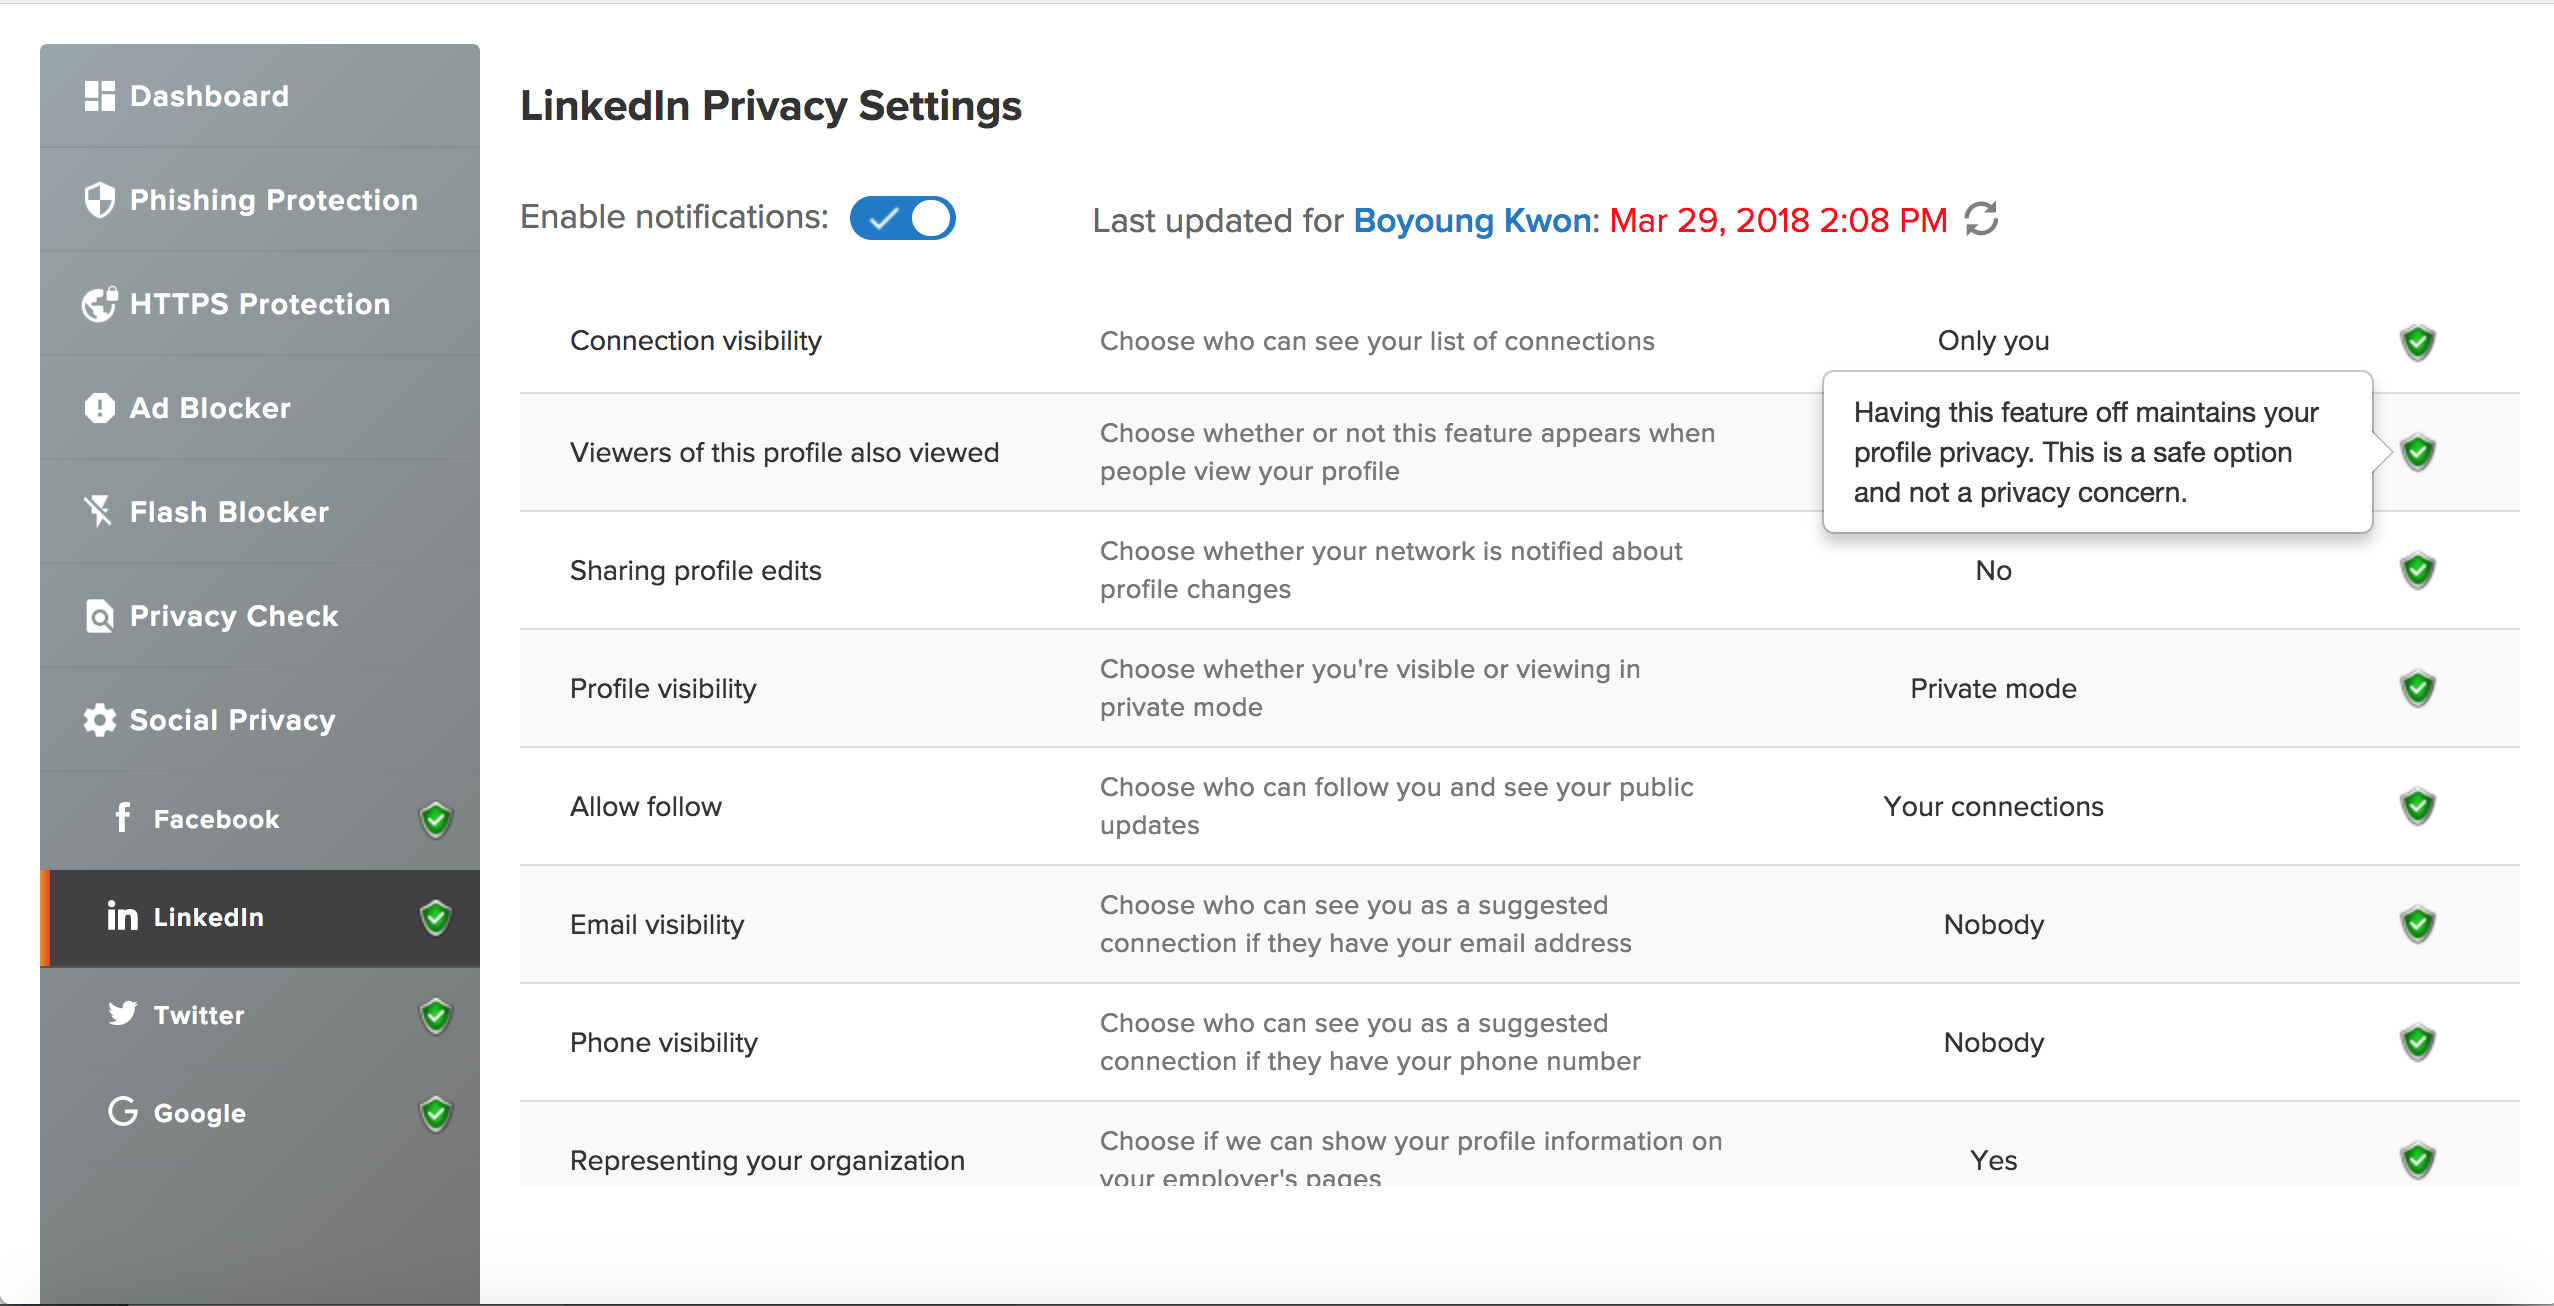 Dashboard
Phishing Protection
HTTPS Protection
Ad Blocker
Flash Blocker
Privacy Check
Social Privacy
Facebook
LinkedIn
Twitter
Google
LinkedIn Privacy Settings
Enable notifications:
Last updated for Boyoung Kwon: Mar 29, 2018 2:08 PM
Connection visibility
Choose who can see your list of connections
Only you
Viewers of this profile also viewed
Choose whether or not this feature appears when
people view your profile
Having this feature off maintains your
profile privacy. This is a safe option
and not a privacy concern.
Sharing profile edits
Choose whether your network is notified about
profile changes
No
Profile visibility
Choose whether you're visible or viewing in
private mode
Private mode
Allow follow
Choose who can follow you and see your public
updates
Your connections
Email visibility
Choose who can see you as a suggested
connection if they have your email address
Nobody
Phone visibility
Choose who can see you as a suggested
connection if they have your phone number
Nobody
Representing your organization
Choose if we can show your profile information on
your employer's pages
Yes